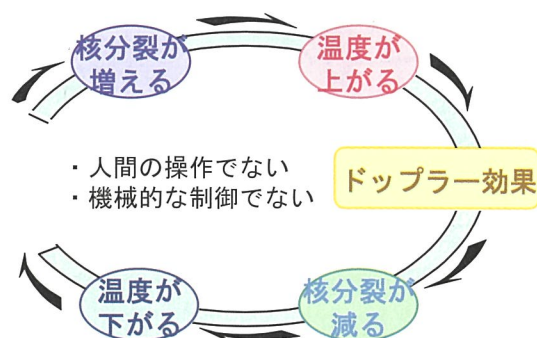 核分裂が
増える
温度が
上がる
・人間の操作でない
・機械的な制御でない
ドップラー効果
温度が
下がる
核分裂が
減る